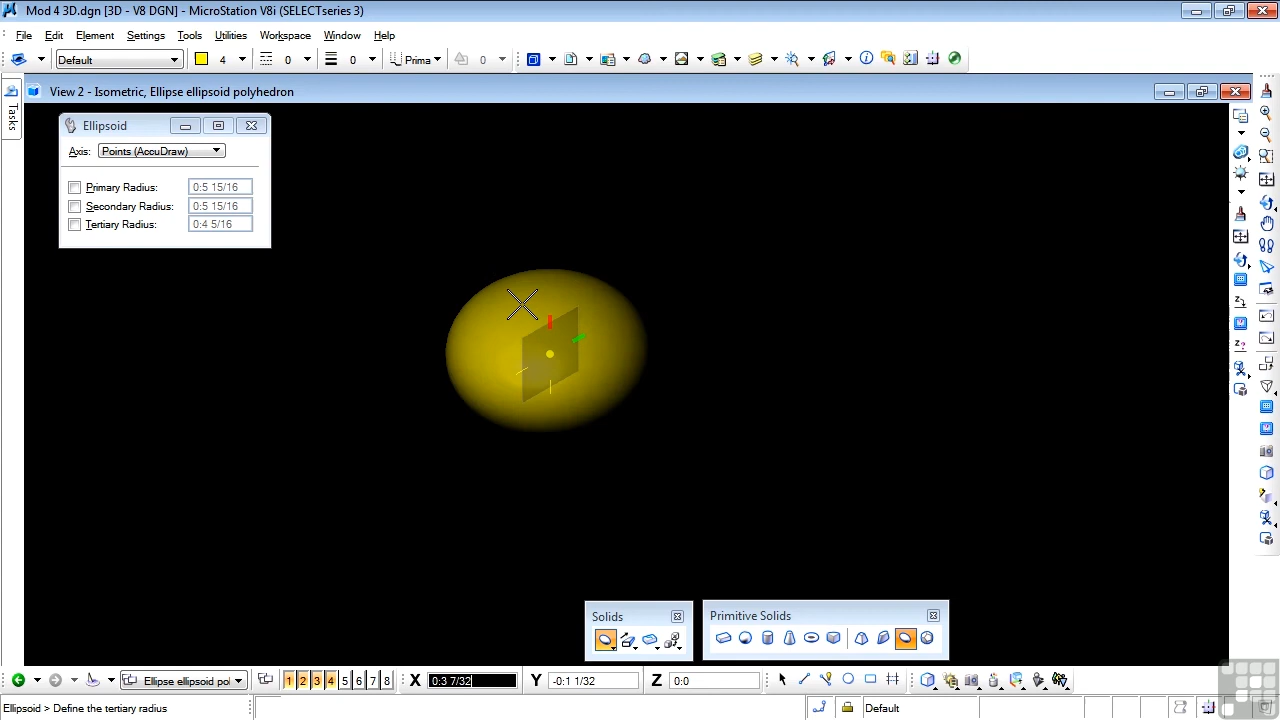 Mod 4 3D.dgn [3D - V8 DGN] - MicroStation V8i (SELECTseries 3)
File Edit Element Settings Tools Utilities Workspace Window Help
Default 4 0 0 Prima 0
Tasks
View 2 - Isometric, Ellipse ellipsoid polyhedron
Ellipsoid
Axis: Points (AccuDraw)
Primary Radius: 0:5 15/16
Secondary Radius: 0:5 15/16
Tertiary Radius: 0:4 5/16
Solids
Primitive Solids
Ellipse ellipsoid pol 1 2 3 4 5 6 7 8 X 0:3 7/32 Y -0:1 1/32 Z 0:0
Ellipsoid > Define the tertiary radius
Default